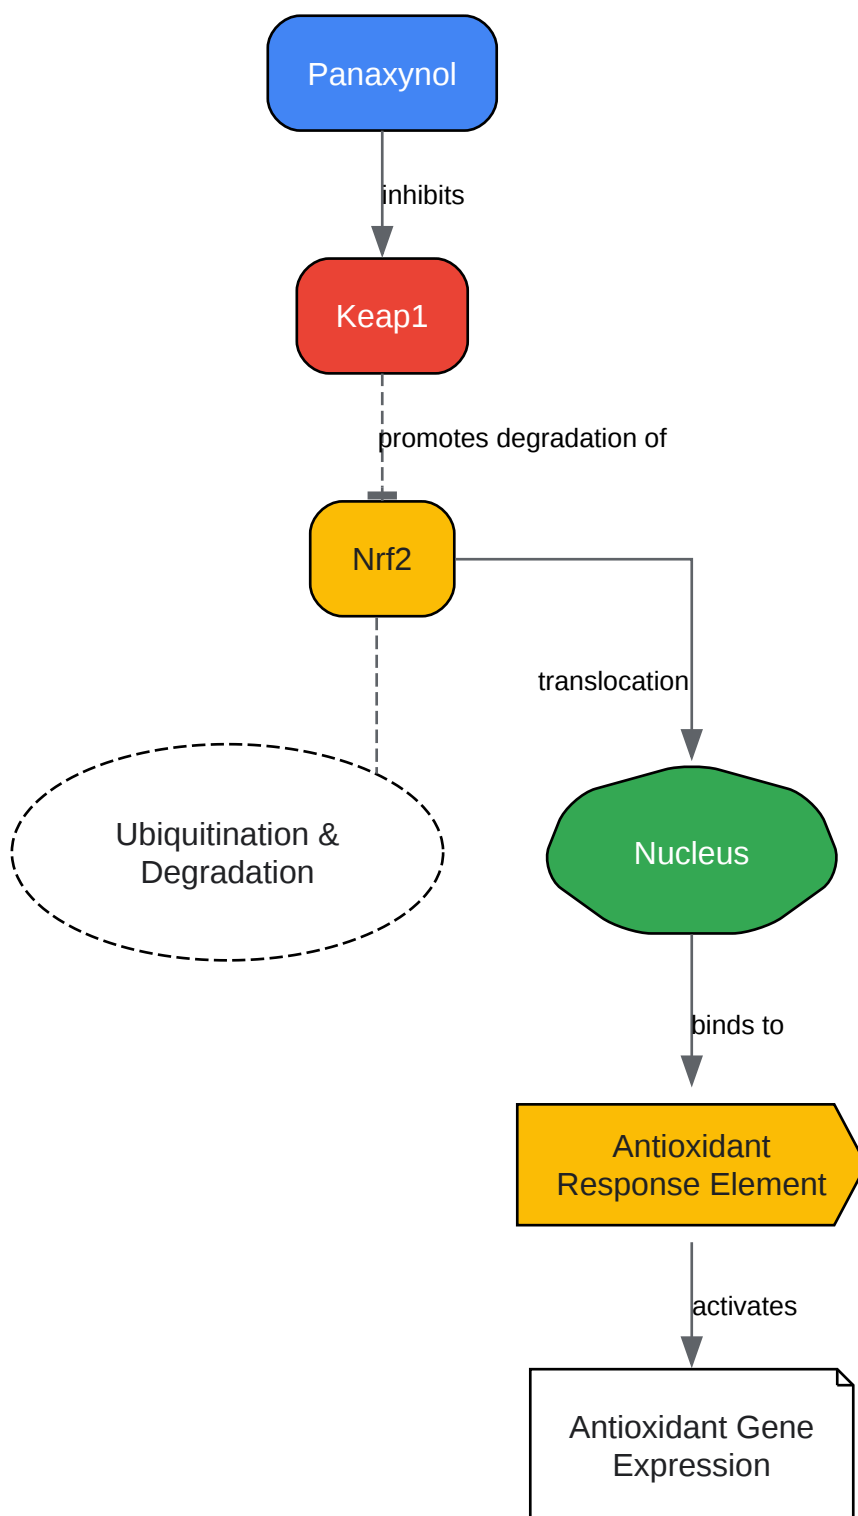 Panaxynol
inhibits
Keap1
promotes degradation of
Nrf2
translocation
Ubiquitination &
Degradation
Nucleus
binds to
Antioxidant
Response Element
activates
Antioxidant Gene
Expression